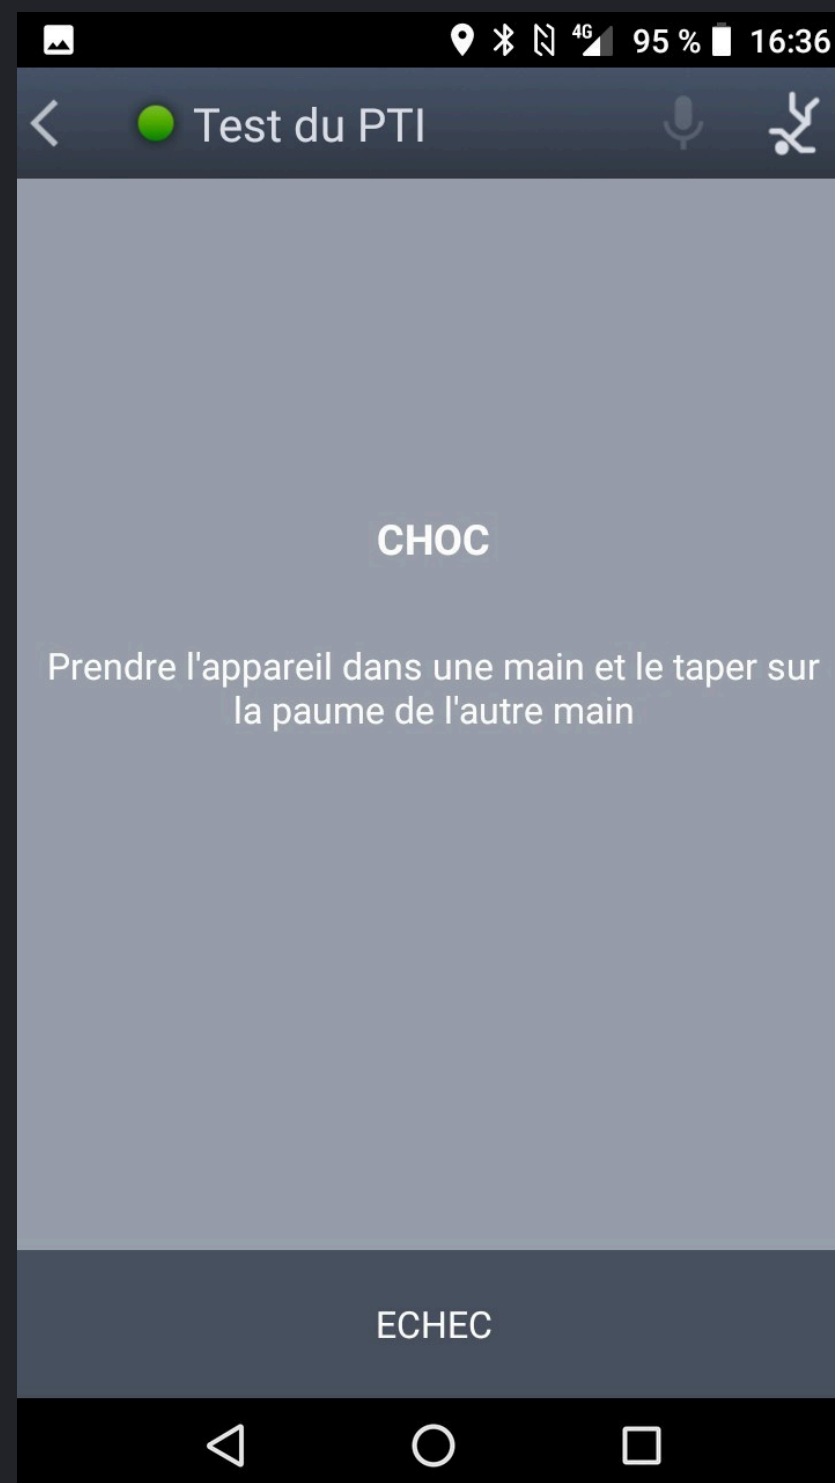 4G 95 % 16:36
Test du PTI
CHOC
Prendre l'appareil dans une main et le taper sur
la paume de l'autre main
ECHEC